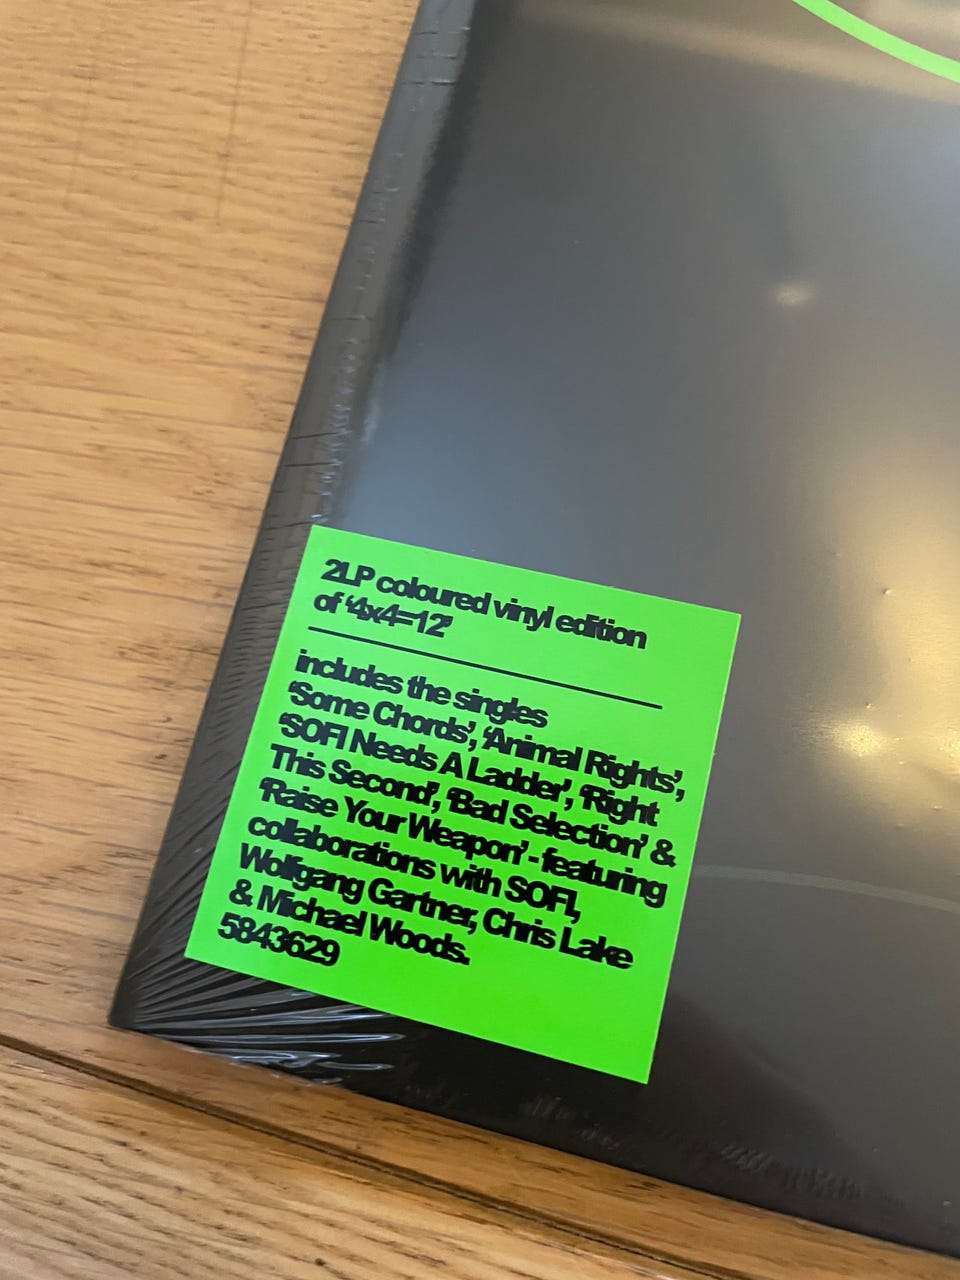 2LP coloured vinyl edition
of ‘4x4=12’
includes the singles
‘Some Chords’, ‘Animal Rights’,
‘SOFI Needs A Ladder’, ‘Right
This Second’, ‘Bad Selection’ &
‘Raise Your Weapon’ - featuring
collaborations with SOFI,
Wolfgang Gartner, Chris Lake
& Michael Woods.
5843629